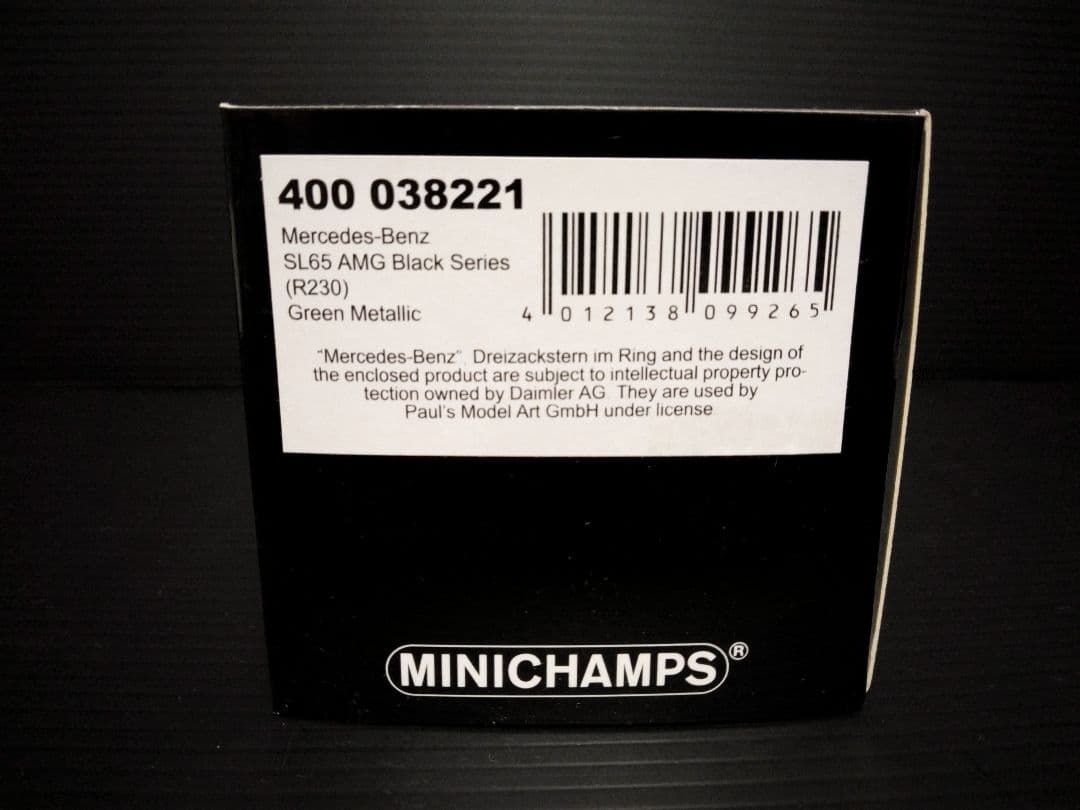 400 038221
Mercedes-Benz
SL65 AMG Black Series
(R230)
Green Metallic
4 012138 099265
"Mercedes-Benz", Dreizackstern im Ring and the design of
the enclosed product are subject to intellectual property pro-
tection owned by Daimler AG. They are used by
Paul's Model Art GmbH under license
MINICHAMPS®